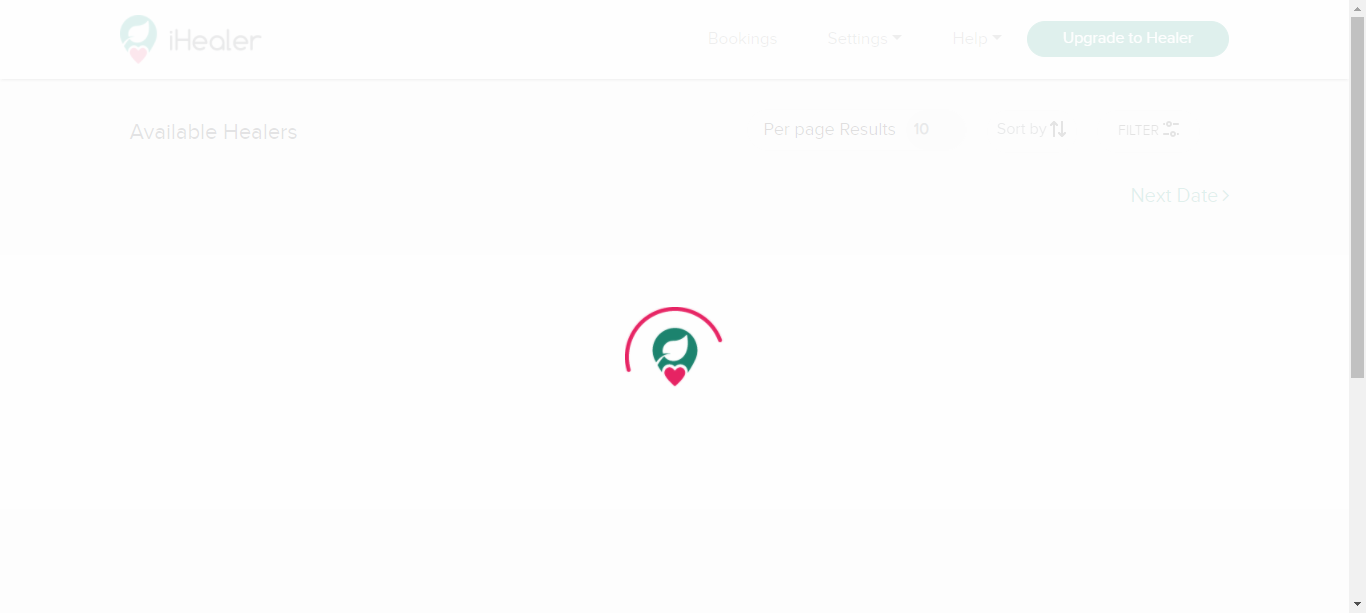 iHealer
Bookings Settings Help Upgrade to Healer
Available Healers
Per page Results 10 Sort by FILTER
Next Date